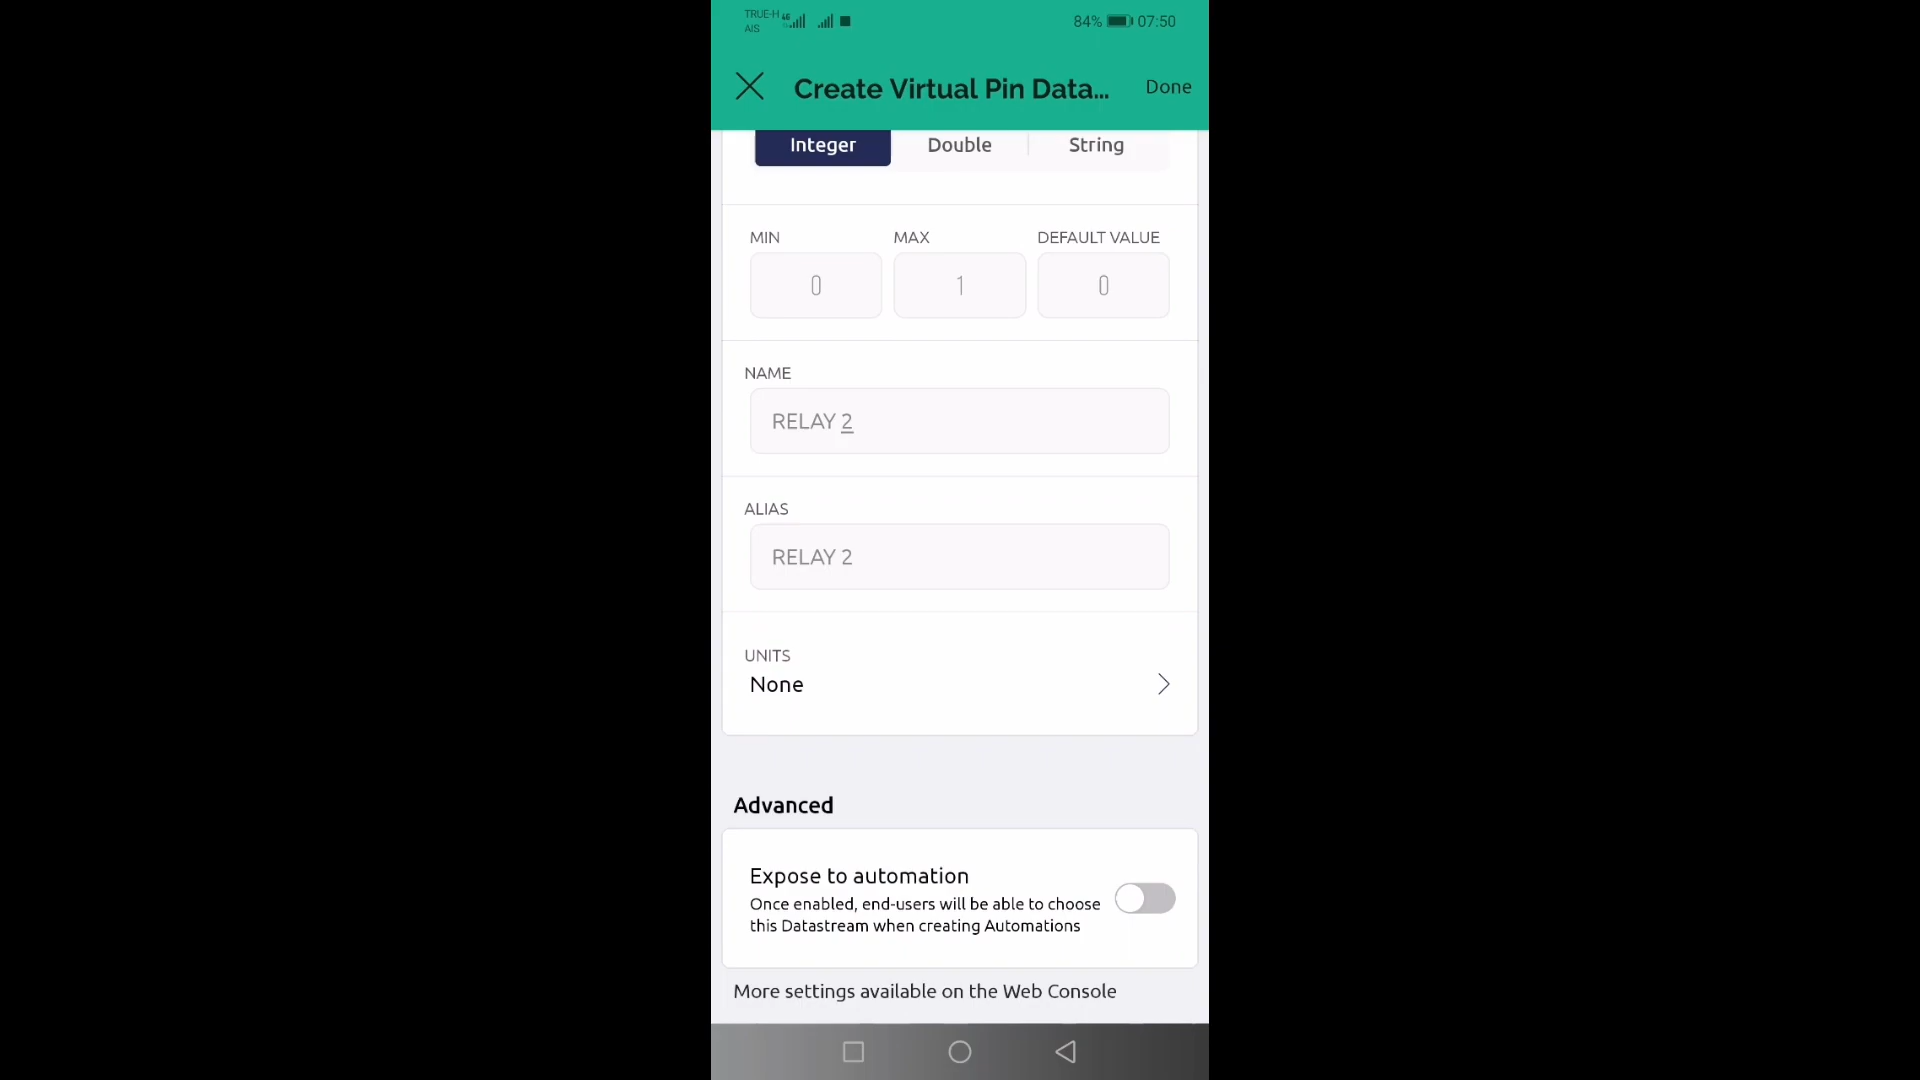 TRUE-H 4G
AIS
84% 07:50
Create Virtual Pin Data...
Done
Integer
Double
String
MIN
MAX
DEFAULT VALUE
0
1
0
NAME
RELAY 2
ALIAS
RELAY 2
UNITS
None
Advanced
Expose to automation
Once enabled, end-users will be able to choose
this Datastream when creating Automations
More settings available on the Web Console